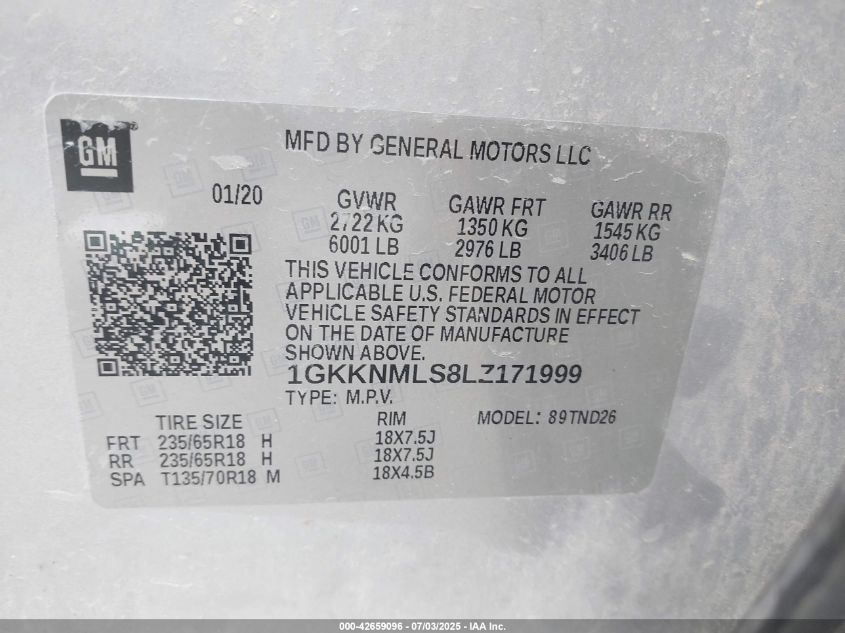 GM
MFD BY GENERAL MOTORS LLC
01/20
GVWR GAWR FRT GAWR RR
2722 KG 1350 KG 1545 KG
6001 LB 2976 LB 3406 LB
THIS VEHICLE CONFORMS TO ALL
APPLICABLE U.S. FEDERAL MOTOR
VEHICLE SAFETY STANDARDS IN EFFECT
ON THE DATE OF MANUFACTURE
SHOWN ABOVE.
1GKKNMLS8LZ171999
TYPE: M.P.V.
TIRE SIZE RIM MODEL: 89TND26
FRT 235/65R18 H 18X7.5J
RR 235/65R18 H 18X7.5J
SPA T135/70R18 M 18X4.5B
000-42659096 - 07/03/2025 - IAA Inc.